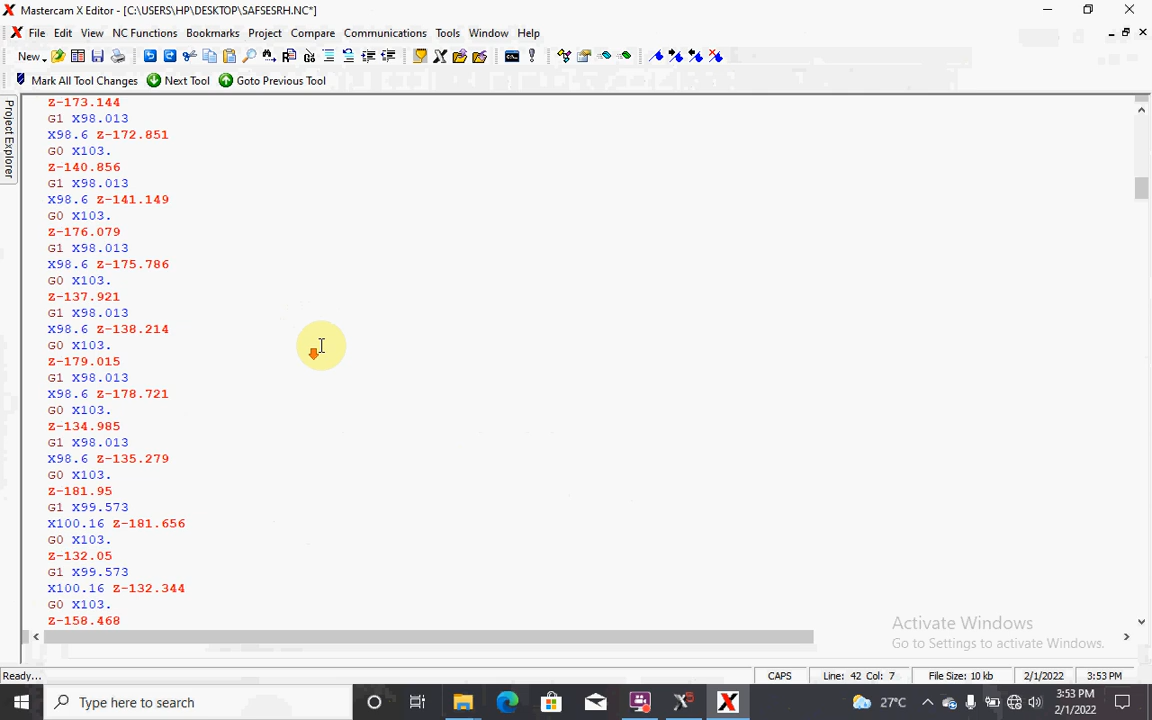 Mastercam X Editor - [C:\USERS\HP\DESKTOP\SAFSESRH.NC*]
File Edit View NC Functions Bookmarks Project Compare Communications Tools Window Help
New
Mark All Tool Changes Next Tool Goto Previous Tool
Project Explorer
Z-173.144
G1 X98.013
X98.6 Z-172.851
G0 X103.
Z-140.856
G1 X98.013
X98.6 Z-141.149
G0 X103.
Z-176.079
G1 X98.013
X98.6 Z-175.786
G0 X103.
Z-137.921
G1 X98.013
X98.6 Z-138.214
G0 X103.
Z-179.015
G1 X98.013
X98.6 Z-178.721
G0 X103.
Z-134.985
G1 X98.013
X98.6 Z-135.279
G0 X103.
Z-181.95
G1 X99.573
X100.16 Z-181.656
G0 X103.
Z-132.05
G1 X99.573
X100.16 Z-132.344
G0 X103.
Z-158.468
Activate Windows
Go to Settings to activate Windows.
Ready... CAPS Line: 42 Col: 7 File Size: 10 kb 2/1/2022 3:53 PM
Type here to search 27°C 3:53 PM
2/1/2022